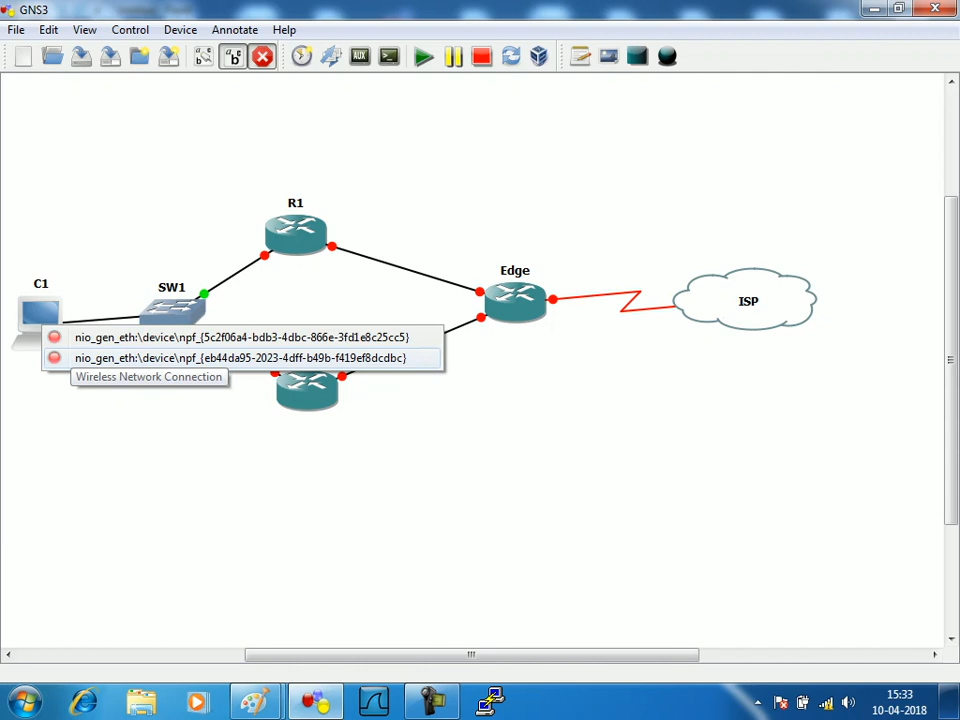 GNS3
File Edit View Control Device Annotate Help
AUX
R1
C1
SW1
Edge
ISP
nio_gen_eth:\device\npf_{5c2f06a4-bdb3-4dbc-866e-3fd1e8c25cc5}
nio_gen_eth:\device\npf_{eb44da95-2023-4dff-b49b-f419ef8dcdbc}
Wireless Network Connection
15:33
10-04-2018